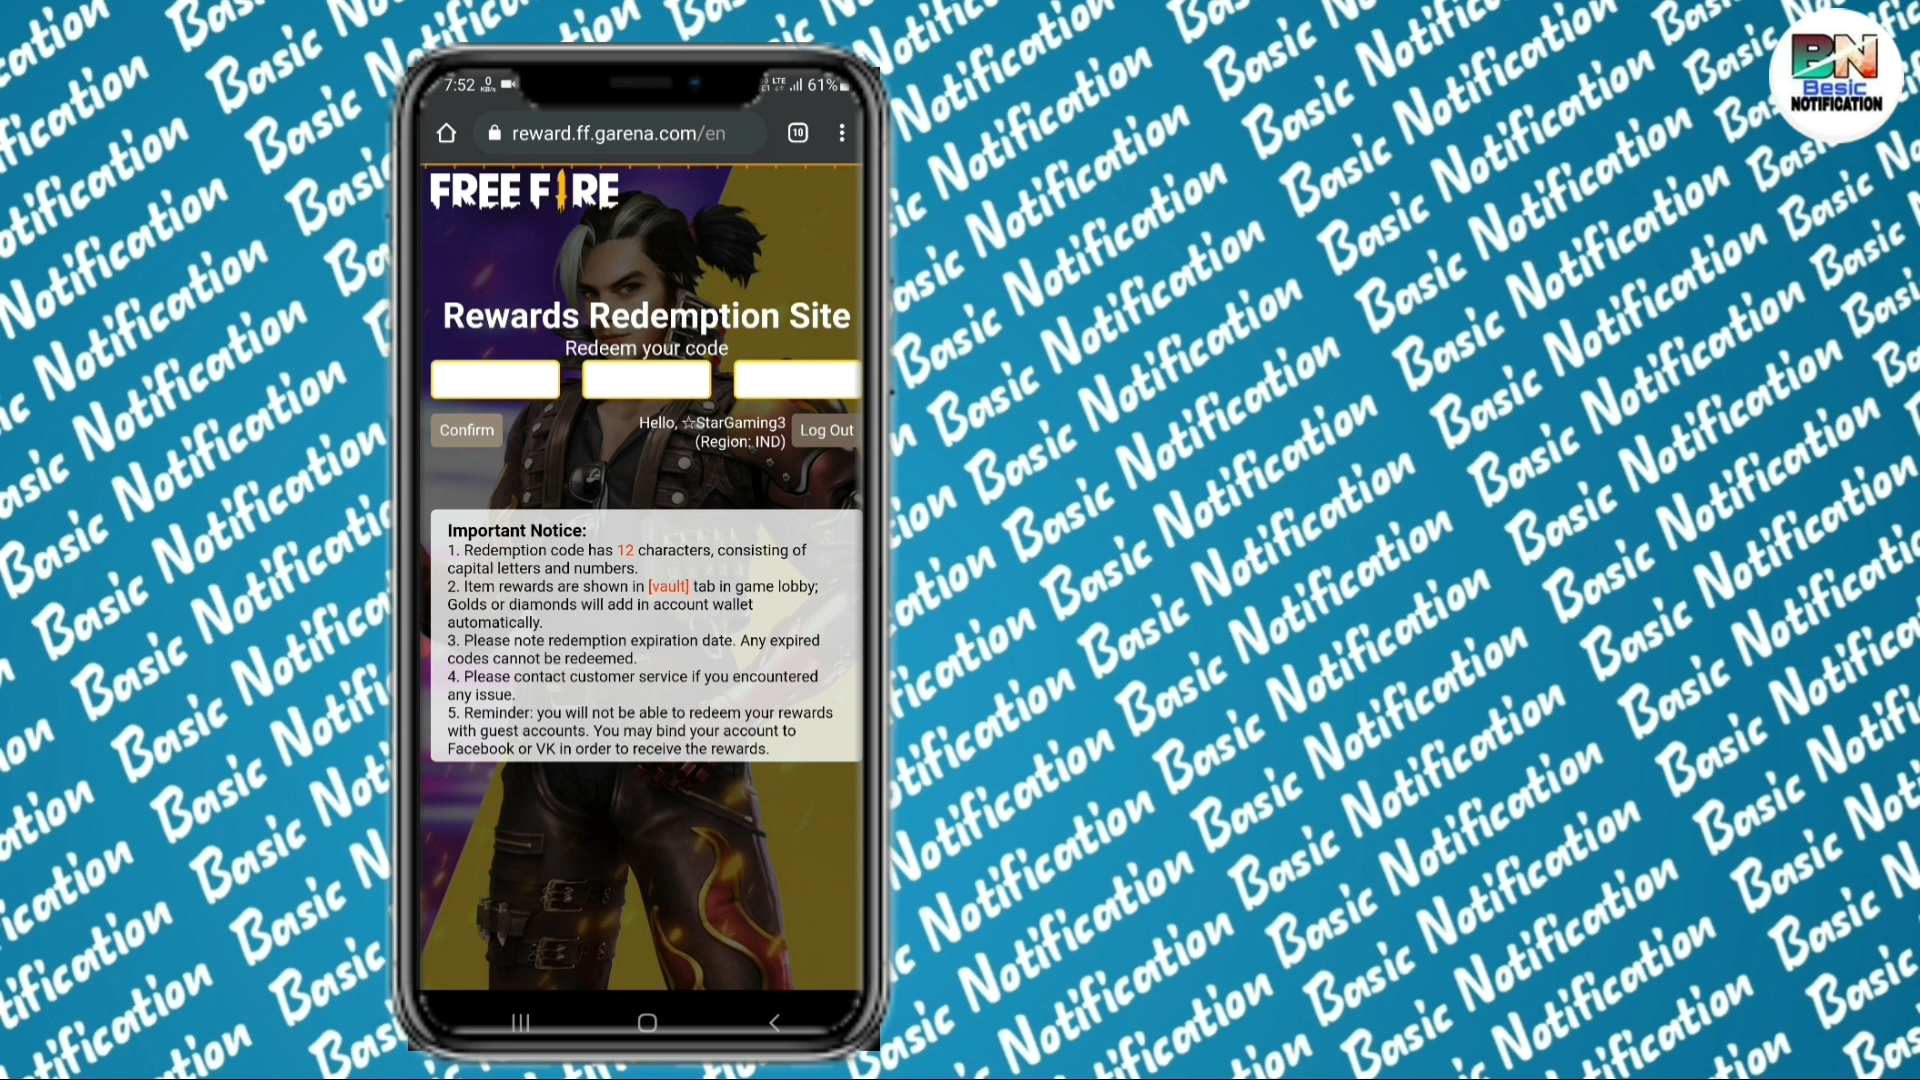 7:52 0 KB/s LTE 61%
reward.ff.garena.com/en 10
FREE FIRE
Rewards Redemption Site
Redeem your code
Confirm
Hello, ☆StarGaming3
(Region: IND)
Log Out
Important Notice:
1. Redemption code has 12 characters, consisting of
capital letters and numbers.
2. Item rewards are shown in [vault] tab in game lobby;
Golds or diamonds will add in account wallet
automatically.
3. Please note redemption expiration date. Any expired
codes cannot be redeemed.
4. Please contact customer service if you encountered
any issue.
5. Reminder: you will not be able to redeem your rewards
with guest accounts. You may bind your account to
Facebook or VK in order to receive the rewards.
BN
Besic
NOTIFICATION
Basic Notification